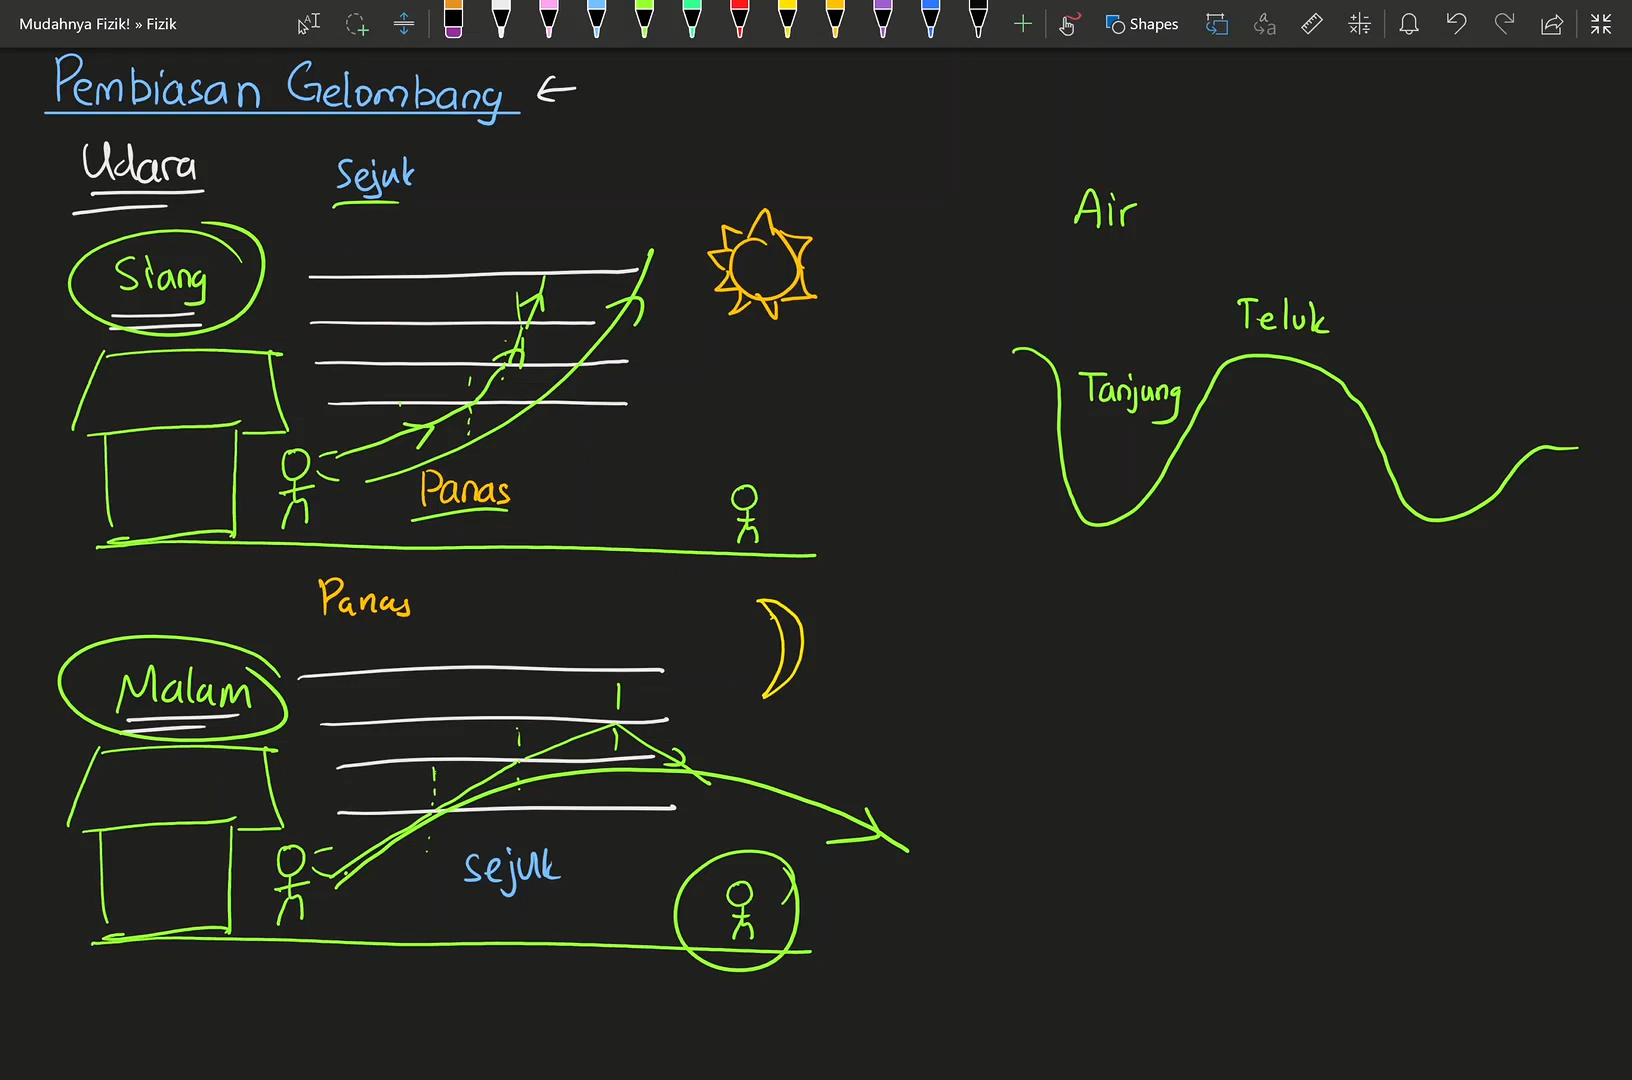 Mudahnya Fizik! » Fizik
Shapes
Pembiasan Gelombang ←
Udara
Sejuk
Siang
Panas
Panas
Malam
sejuk
Air
Teluk
Tanjung